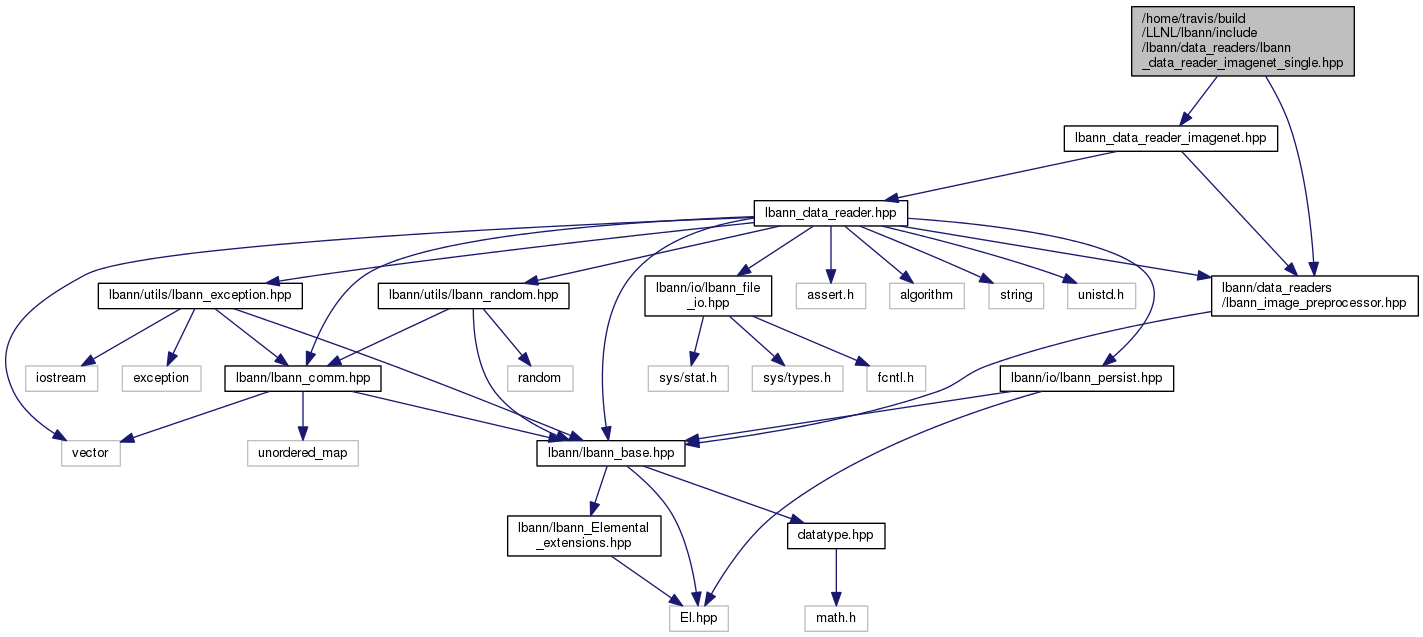 /home/travis/build
/LLNL/lbann/include
/lbann/data_readers/lbann
_data_reader_imagenet_single.hpp
lbann_data_reader_imagenet.hpp
lbann_data_reader.hpp
lbann/utils/lbann_exception.hpp
lbann/utils/lbann_random.hpp
lbann/io/lbann_file
_io.hpp
assert.h
algorithm
string
unistd.h
lbann/data_readers
/lbann_image_preprocessor.hpp
iostream
exception
lbann/lbann_comm.hpp
random
sys/stat.h
sys/types.h
fcntl.h
lbann/io/lbann_persist.hpp
vector
unordered_map
lbann/lbann_base.hpp
lbann/lbann_Elemental
_extensions.hpp
datatype.hpp
El.hpp
math.h